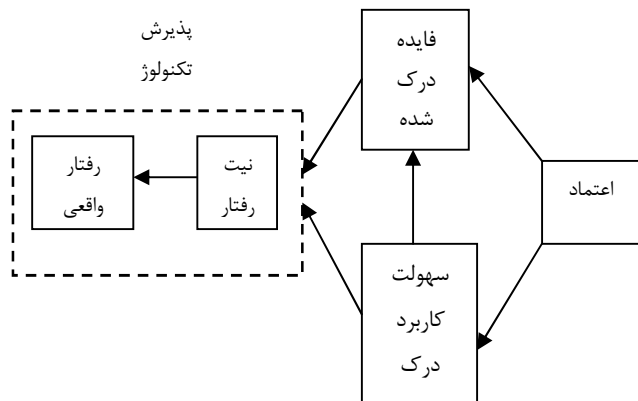 پذیرش
تکنولوژ
فایده
درک
شده
اعتماد
نیت
رفتار
رفتار
واقعی
سهولت
کاربرد
درک